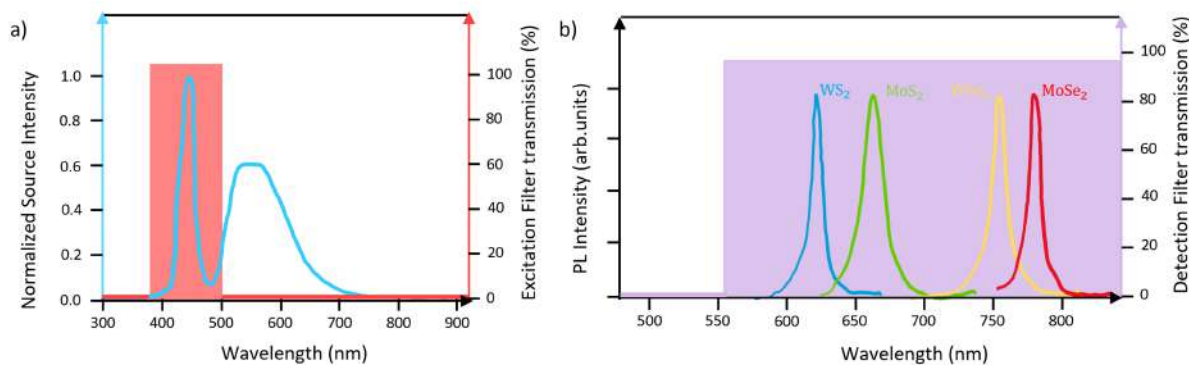 a)
Normalized Source Intensity
1.0
0.8
0.6
0.4
0.2
0.0
300 400 500 600 700 800 900
Wavelength (nm)
100
80
60
40
20
0
Excitation Filter transmission (%)
b)
PL Intensity (arb.units)
WS₂ MoS₂ MoSe₂
500 550 600 650 700 750 800
Wavelength (nm)
100
80
60
40
20
0
Detection Filter transmission (%)